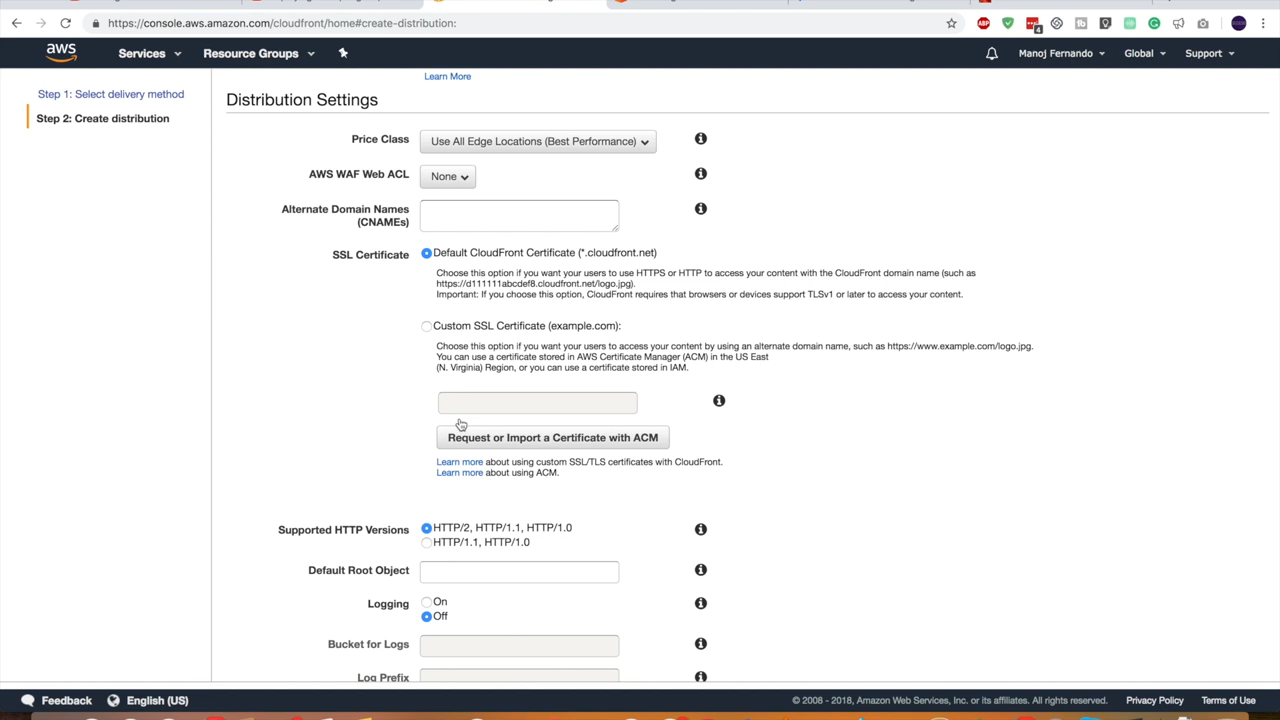 https://console.aws.amazon.com/cloudfront/home#create-distribution:
ABP
4
aws
Services
Resource Groups
Manoj Fernando
Global
Support
Learn More
Step 1: Select delivery method
Step 2: Create distribution
Distribution Settings
Price Class
Use All Edge Locations (Best Performance)
AWS WAF Web ACL
None
Alternate Domain Names
(CNAMEs)
SSL Certificate
Default CloudFront Certificate (*.cloudfront.net)
Choose this option if you want your users to use HTTPS or HTTP to access your content with the CloudFront domain name (such as
https://d111111abcdef8.cloudfront.net/logo.jpg).
Important: If you choose this option, CloudFront requires that browsers or devices support TLSv1 or later to access your content.
Custom SSL Certificate (example.com):
Choose this option if you want your users to access your content by using an alternate domain name, such as https://www.example.com/logo.jpg.
You can use a certificate stored in AWS Certificate Manager (ACM) in the US East
(N. Virginia) Region, or you can use a certificate stored in IAM.
Request or Import a Certificate with ACM
Learn more about using custom SSL/TLS certificates with CloudFront.
Learn more about using ACM.
Supported HTTP Versions
HTTP/2, HTTP/1.1, HTTP/1.0
HTTP/1.1, HTTP/1.0
Default Root Object
Logging
On
Off
Bucket for Logs
Log Prefix
Feedback
English (US)
© 2008 - 2018, Amazon Web Services, Inc. or its affiliates. All rights reserved.
Privacy Policy
Terms of Use